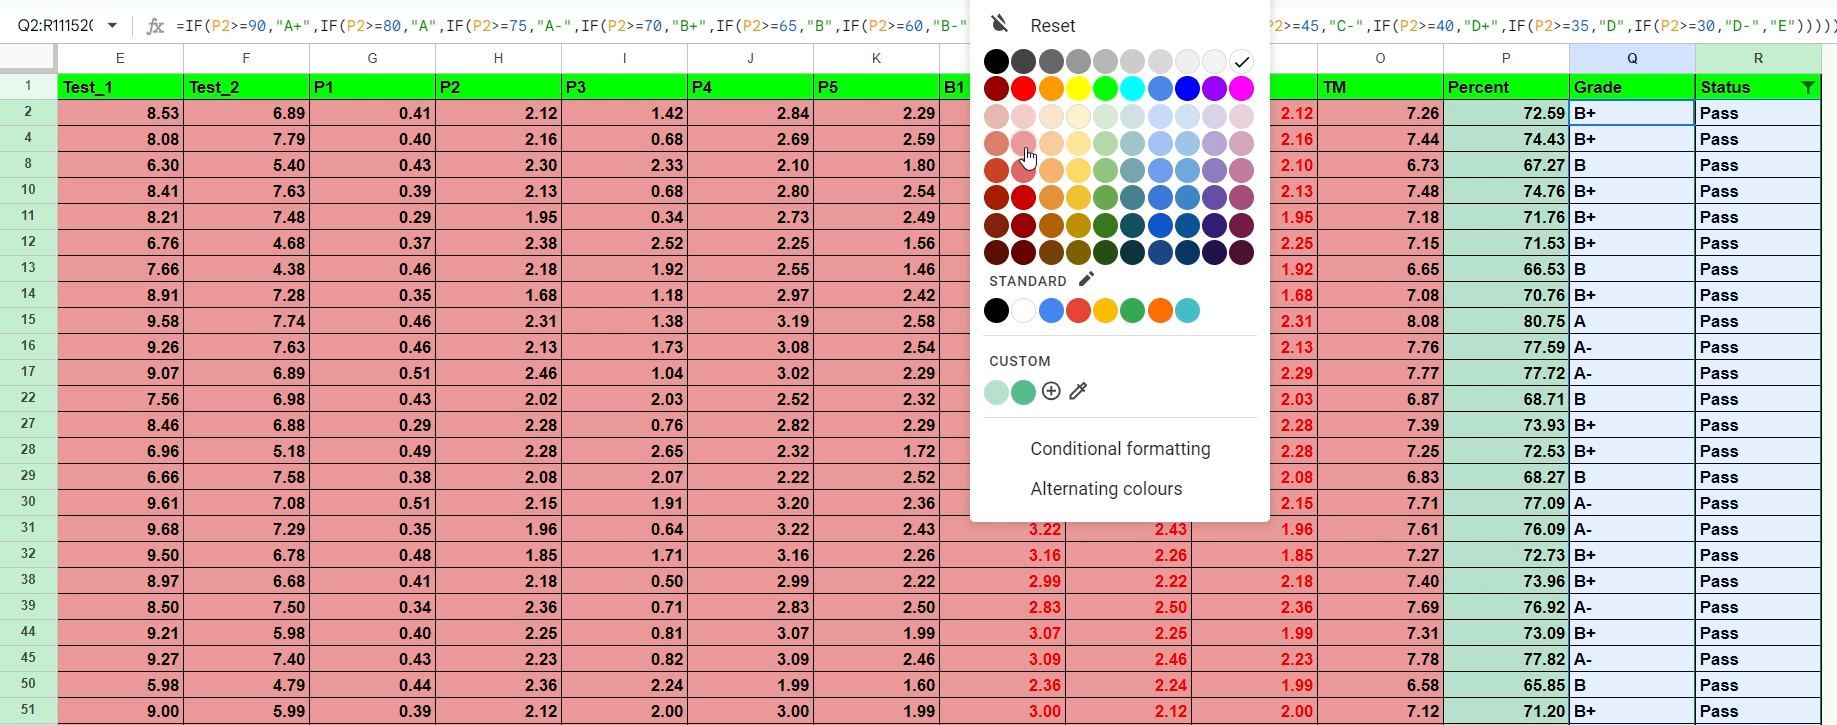 Q2:R11152( =IF(P2>=90,"A+",IF(P2>=80,"A",IF(P2>=75,"A-",IF(P2>=70,"B+",IF(P2>=65,"B",IF(P2>=60,"B-" P2>=45,"C-",IF(P2>=40,"D+",IF(P2>=35,"D",IF(P2>=30,"D-","E")))))
Reset
E F G H I J K O P Q R
1 Test_1 Test_2 P1 P2 P3 P4 P5 B1 TM Percent Grade Status
2 8.53 6.89 0.41 2.12 1.42 2.84 2.29 2.12 7.26 72.59 B+ Pass
4 8.08 7.79 0.40 2.16 0.68 2.69 2.59 2.16 7.44 74.43 B+ Pass
8 6.30 5.40 0.43 2.30 2.33 2.10 1.80 2.10 6.73 67.27 B Pass
10 8.41 7.63 0.39 2.13 0.68 2.80 2.54 2.13 7.48 74.76 B+ Pass
11 8.21 7.48 0.29 1.95 0.34 2.73 2.49 1.95 7.18 71.76 B+ Pass
12 6.76 4.68 0.37 2.38 2.52 2.25 1.56 2.25 7.15 71.53 B+ Pass
13 7.66 4.38 0.46 2.18 1.92 2.55 1.46 1.92 6.65 66.53 B Pass
STANDARD
14 8.91 7.28 0.35 1.68 1.18 2.97 2.42 1.68 7.08 70.76 B+ Pass
15 9.58 7.74 0.46 2.31 1.38 3.19 2.58 2.31 8.08 80.75 A Pass
16 9.26 7.63 0.46 2.13 1.73 3.08 2.54 2.13 7.76 77.59 A- Pass
CUSTOM
17 9.07 6.89 0.51 2.46 1.04 3.02 2.29 2.29 7.77 77.72 A- Pass
22 7.56 6.98 0.43 2.02 2.03 2.52 2.32 2.03 6.87 68.71 B Pass
27 8.46 6.88 0.29 2.28 0.76 2.82 2.29 2.28 7.39 73.93 B+ Pass
Conditional formatting
28 6.96 5.18 0.49 2.28 2.65 2.32 1.72 2.28 7.25 72.53 B+ Pass
29 6.66 7.58 0.38 2.08 2.07 2.22 2.52 2.08 6.83 68.27 B Pass
Alternating colours
30 9.61 7.08 0.51 2.15 1.91 3.20 2.36 2.15 7.71 77.09 A- Pass
31 9.68 7.29 0.35 1.96 0.64 3.22 2.43 3.22 2.43 1.96 7.61 76.09 A- Pass
32 9.50 6.78 0.48 1.85 1.71 3.16 2.26 3.16 2.26 1.85 7.27 72.73 B+ Pass
38 8.97 6.68 0.41 2.18 0.50 2.99 2.22 2.99 2.22 2.18 7.40 73.96 B+ Pass
39 8.50 7.50 0.34 2.36 0.71 2.83 2.50 2.83 2.50 2.36 7.69 76.92 A- Pass
44 9.21 5.98 0.40 2.25 0.81 3.07 1.99 3.07 2.25 1.99 7.31 73.09 B+ Pass
45 9.27 7.40 0.43 2.23 0.82 3.09 2.46 3.09 2.46 2.23 7.78 77.82 A- Pass
50 5.98 4.79 0.44 2.36 2.24 1.99 1.60 2.36 2.24 1.99 6.58 65.85 B Pass
51 9.00 5.99 0.39 2.12 2.00 3.00 1.99 3.00 2.12 2.00 7.12 71.20 B+ Pass